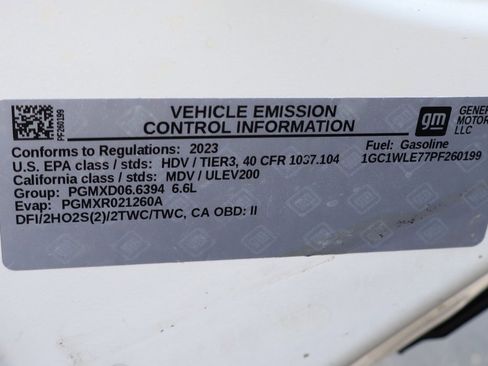 PF260199
VEHICLE EMISSION
CONTROL INFORMATION
gm
GENERAL
MOTORS
LLC
Conforms to Regulations: 2023
Fuel: Gasoline
U.S. EPA class / stds: HDV / TIER3, 40 CFR 1037.104
1GC1WLE77PF260199
California class / stds: MDV / ULEV200
Group: PGMXD06.6394 6.6L
Evap: PGMXR021260A
DFI/2HO2S(2)/2TWC/TWC, CA OBD: II